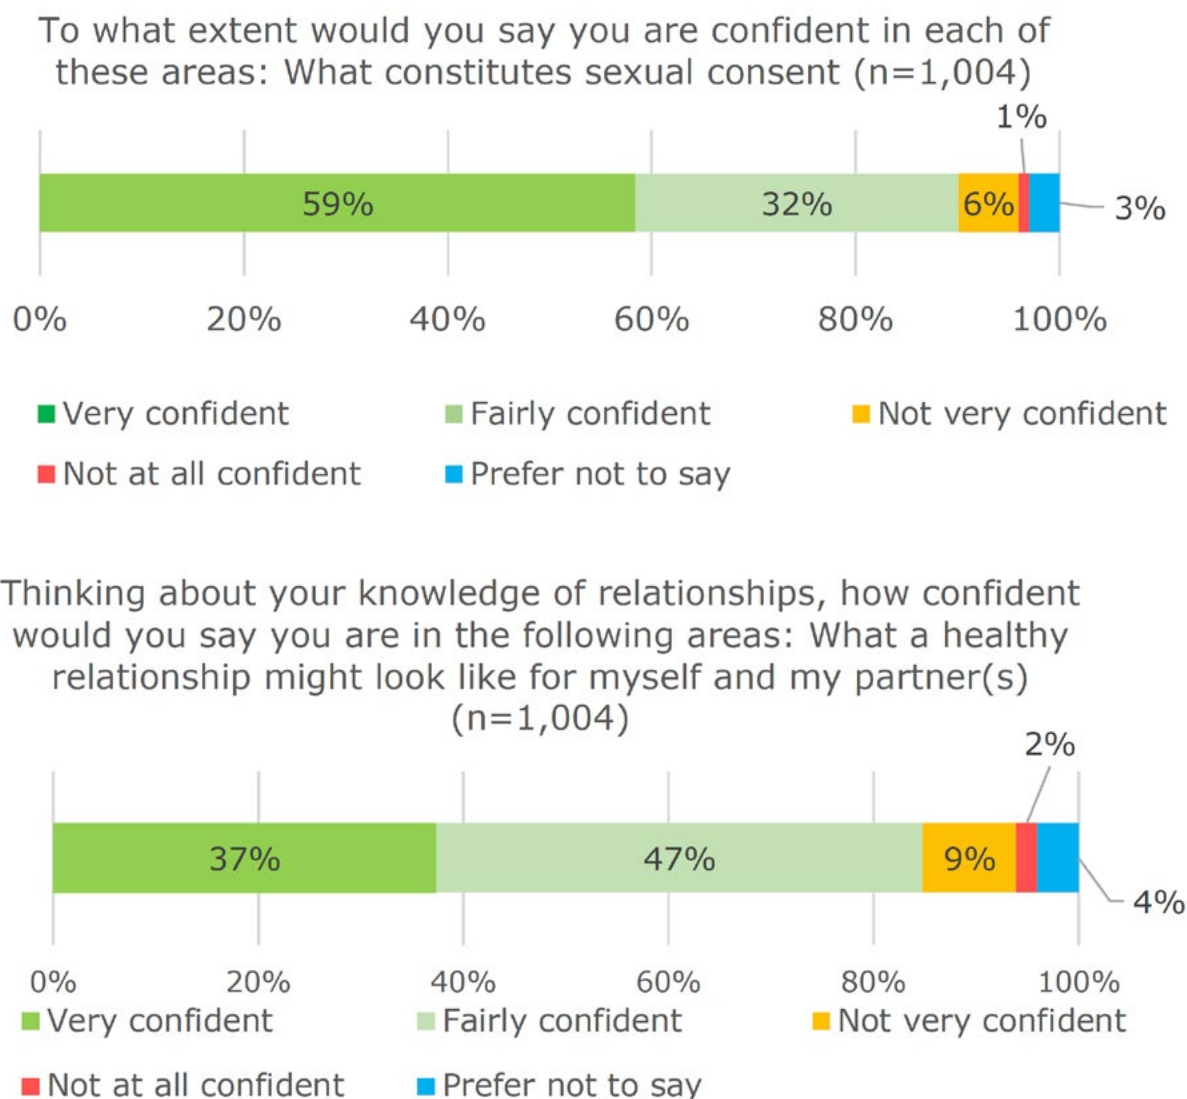 To what extent would you say you are confident in each of
these areas: What constitutes sexual consent (n=1,004)
1%
59% 32% 6%
3%
0% 20% 40% 60% 80% 100%
Very confident Fairly confident Not very confident
Not at all confident Prefer not to say
Thinking about your knowledge of relationships, how confident
would you say you are in the following areas: What a healthy
relationship might look like for myself and my partner(s)
(n=1,004)
2%
37% 47% 9%
4%
0% 20% 40% 60% 80% 100%
Very confident Fairly confident Not very confident
Not at all confident Prefer not to say